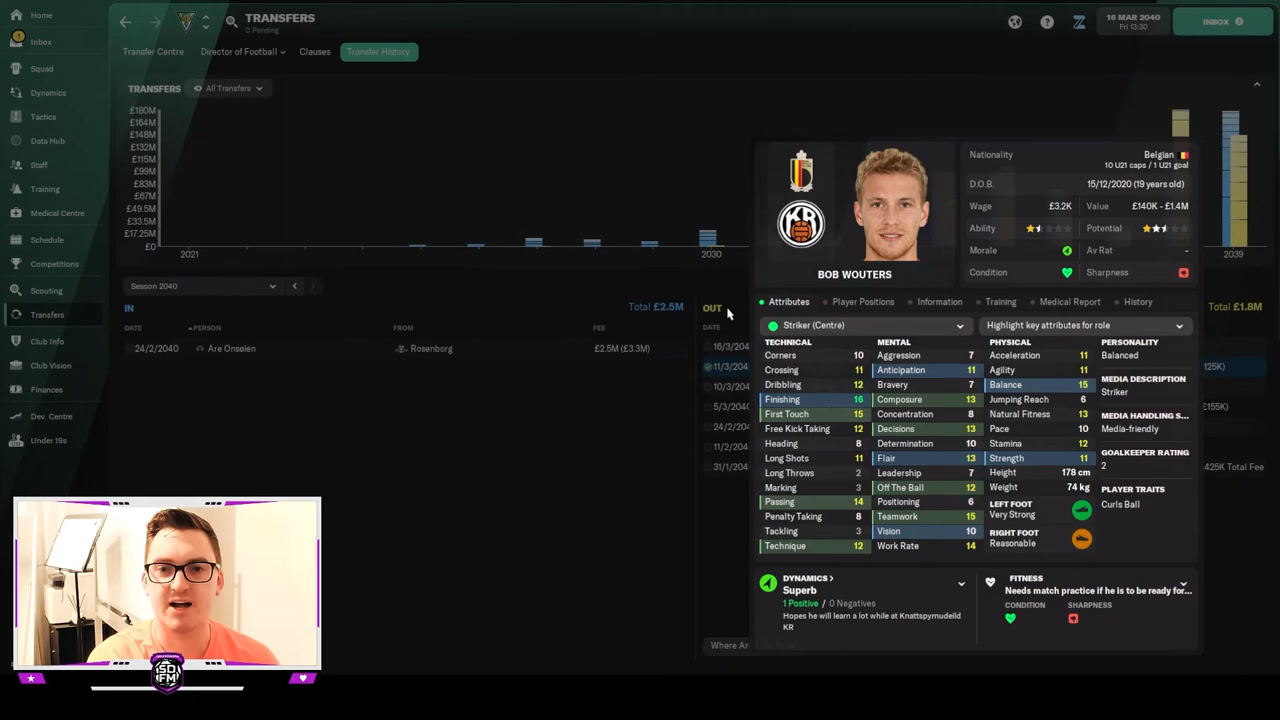 Home
Inbox
Squad
Dynamics
Tactics
Data Hub
Staff
Training
Medical Centre
Schedule
Competitions
Scouting
Transfers
Club Info
Club Vision
Finances
Dev. Centre
Under 19s
TRANSFERS
0 Pending
16 MAR 2040
Fri 13:30
INBOX
Transfer Centre
Director of Football
Clauses
Transfer History
TRANSFERS
All Transfers
£180M
£164M
£148M
£132M
£115M
£99M
£83M
£67M
£49.5M
£33.5M
£17.25M
£0
2021
2030
2039
Season 2040
IN
Total £2.5M
DATE
PERSON
FROM
FEE
24/2/2040
Are Onsøien
Rosenborg
£2.5M (£3.3M)
OUT
Total £1.8M
DATE
16/3
11/3
125K)
10/3
5/3/2040
£155K)
24/2/2040
11/2/2040
31/1/2040
425K Total Fee
Where Are
KR
BOB WOUTERS
Nationality
Belgian
10 U21 caps / 1 U21 goal
D.O.B.
15/12/2020 (19 years old)
Wage
£3.2K
Value
£140K - £1.4M
Ability
Potential
Morale
Av Rat
-
Condition
Sharpness
Attributes
Player Positions
Information
Training
Medical Report
History
Striker (Centre)
Highlight key attributes for role
TECHNICAL
Corners 10
Crossing 11
Dribbling 12
Finishing 16
First Touch 15
Free Kick Taking 12
Heading 8
Long Shots 11
Long Throws 2
Marking 3
Passing 14
Penalty Taking 8
Tackling 3
Technique 12
MENTAL
Aggression 7
Anticipation 11
Bravery 7
Composure 13
Concentration 8
Decisions 13
Determination 10
Flair 13
Leadership 7
Off The Ball 12
Positioning 6
Teamwork 15
Vision 10
Work Rate 14
PHYSICAL
Acceleration 11
Agility 11
Balance 15
Jumping Reach 6
Natural Fitness 13
Pace 10
Stamina 12
Strength 11
Height 178 cm
Weight 74 kg
LEFT FOOT
Very Strong
RIGHT FOOT
Reasonable
PERSONALITY
Balanced
MEDIA DESCRIPTION
Striker
MEDIA HANDLING S...
Media-friendly
GOALKEEPER RATING
2
PLAYER TRAITS
Curls Ball
DYNAMICS >
Superb
1 Positive / 0 Negatives
Hopes he will learn a lot while at Knattspyrnudeild
KR
FITNESS
Needs match practice if he is to be ready for...
CONDITION
SHARPNESS
SDFM